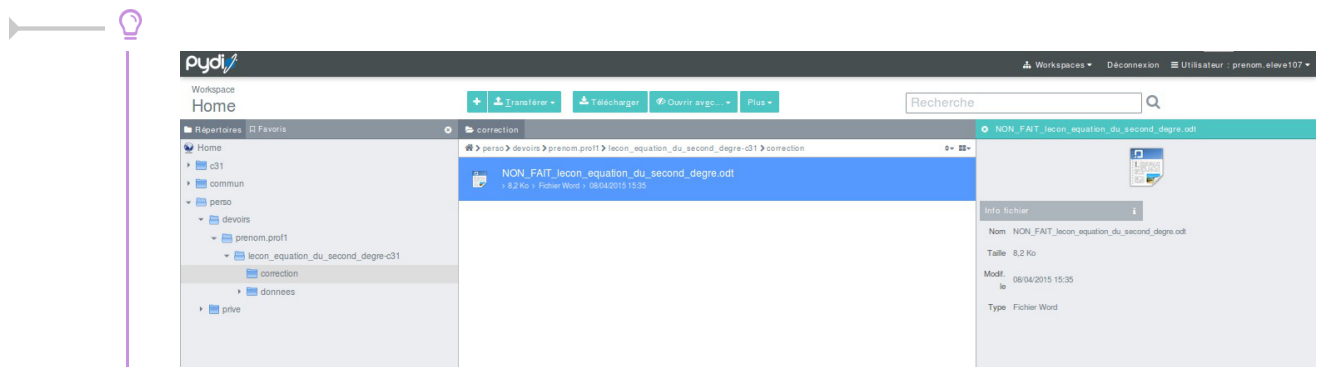 pydi
Workspaces Déconnexion Utilisateur : prenom.eleve107
Workspace
Home
+ Transférer Télécharger Ouvrir avec... Plus Recherche
Répertoires Favoris correction NON_FAIT_lecon_equation_du_second_degre.odt
Home perso devoirs prenom.prof1 lecon_equation_du_second_degre-c31 correction
c31
commun
perso
devoirs
prenom.prof1
lecon_equation_du_second_degre-c31
correction
donnees
prive
NON_FAIT_lecon_equation_du_second_degre.odt
> 8,2 Ko > Fichier Word > 08/04/2015 15:35
Info fichier
Nom NON_FAIT_lecon_equation_du_second_degre.odt
Taille 8,2 Ko
Modif. le 08/04/2015 15:35
Type Fichier Word